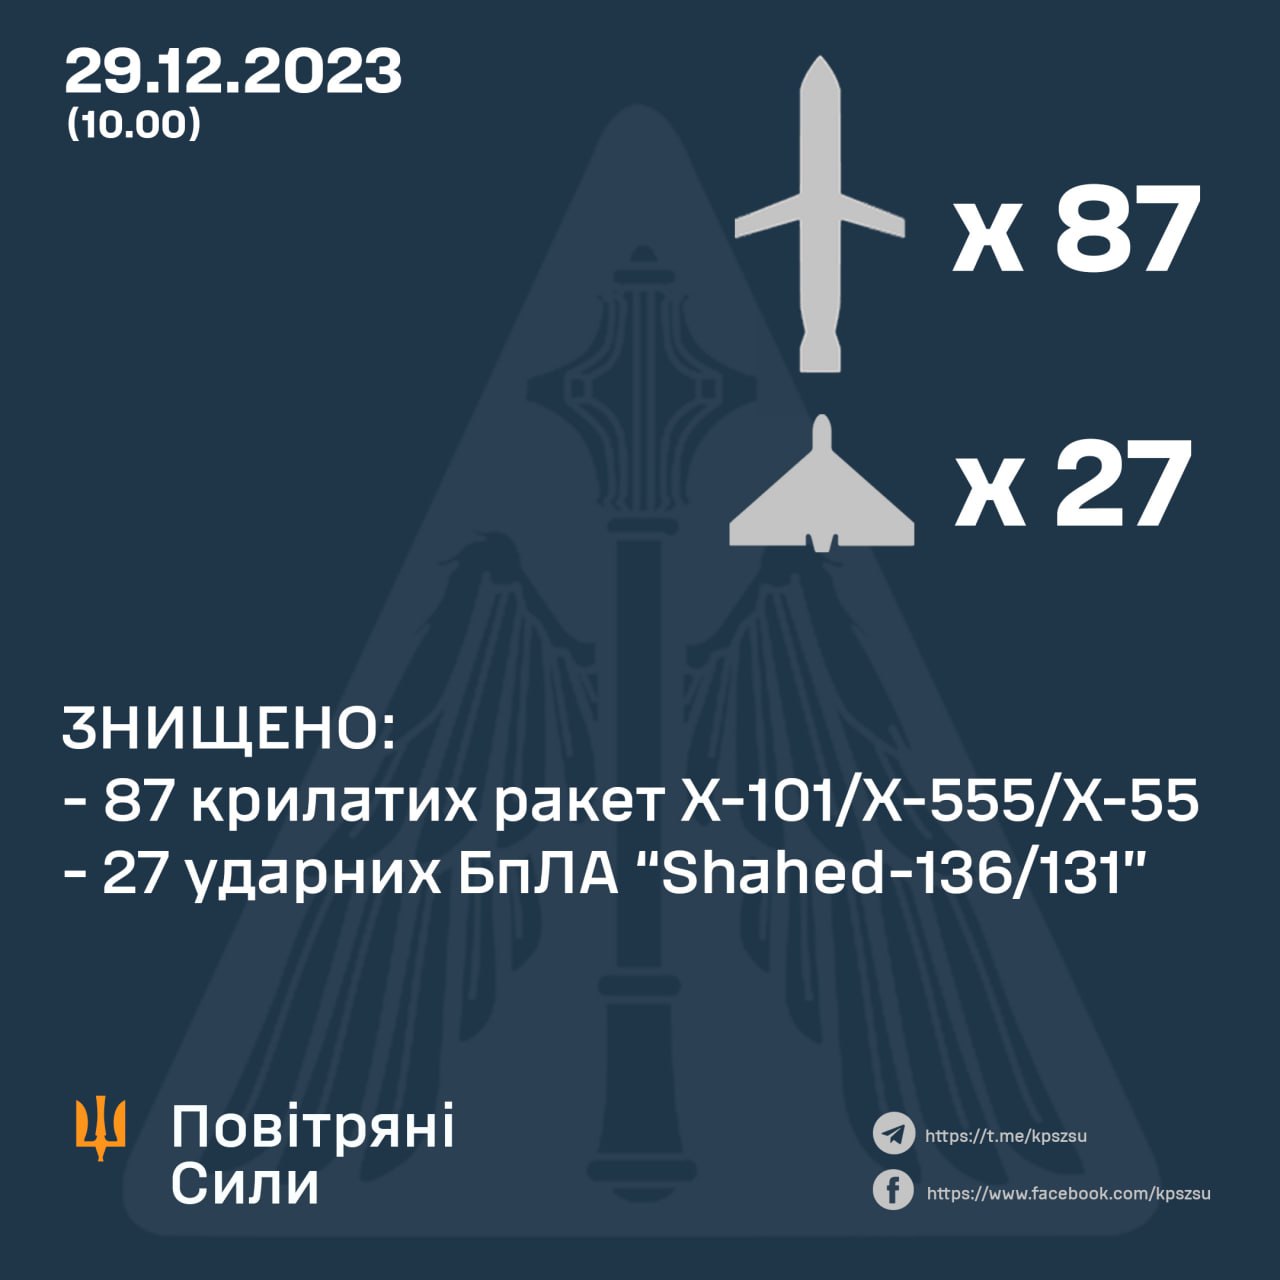 29.12.2023
(10.00)
х 87
х 27
ЗНИЩЕНО:
- 87 крилатих ракет Х-101/Х-555/Х-55
- 27 ударних БпЛА “Shahed-136/131”
Повітряні
Сили
https://t.me/kpszsu
https://www.facebook.com/kpszsu